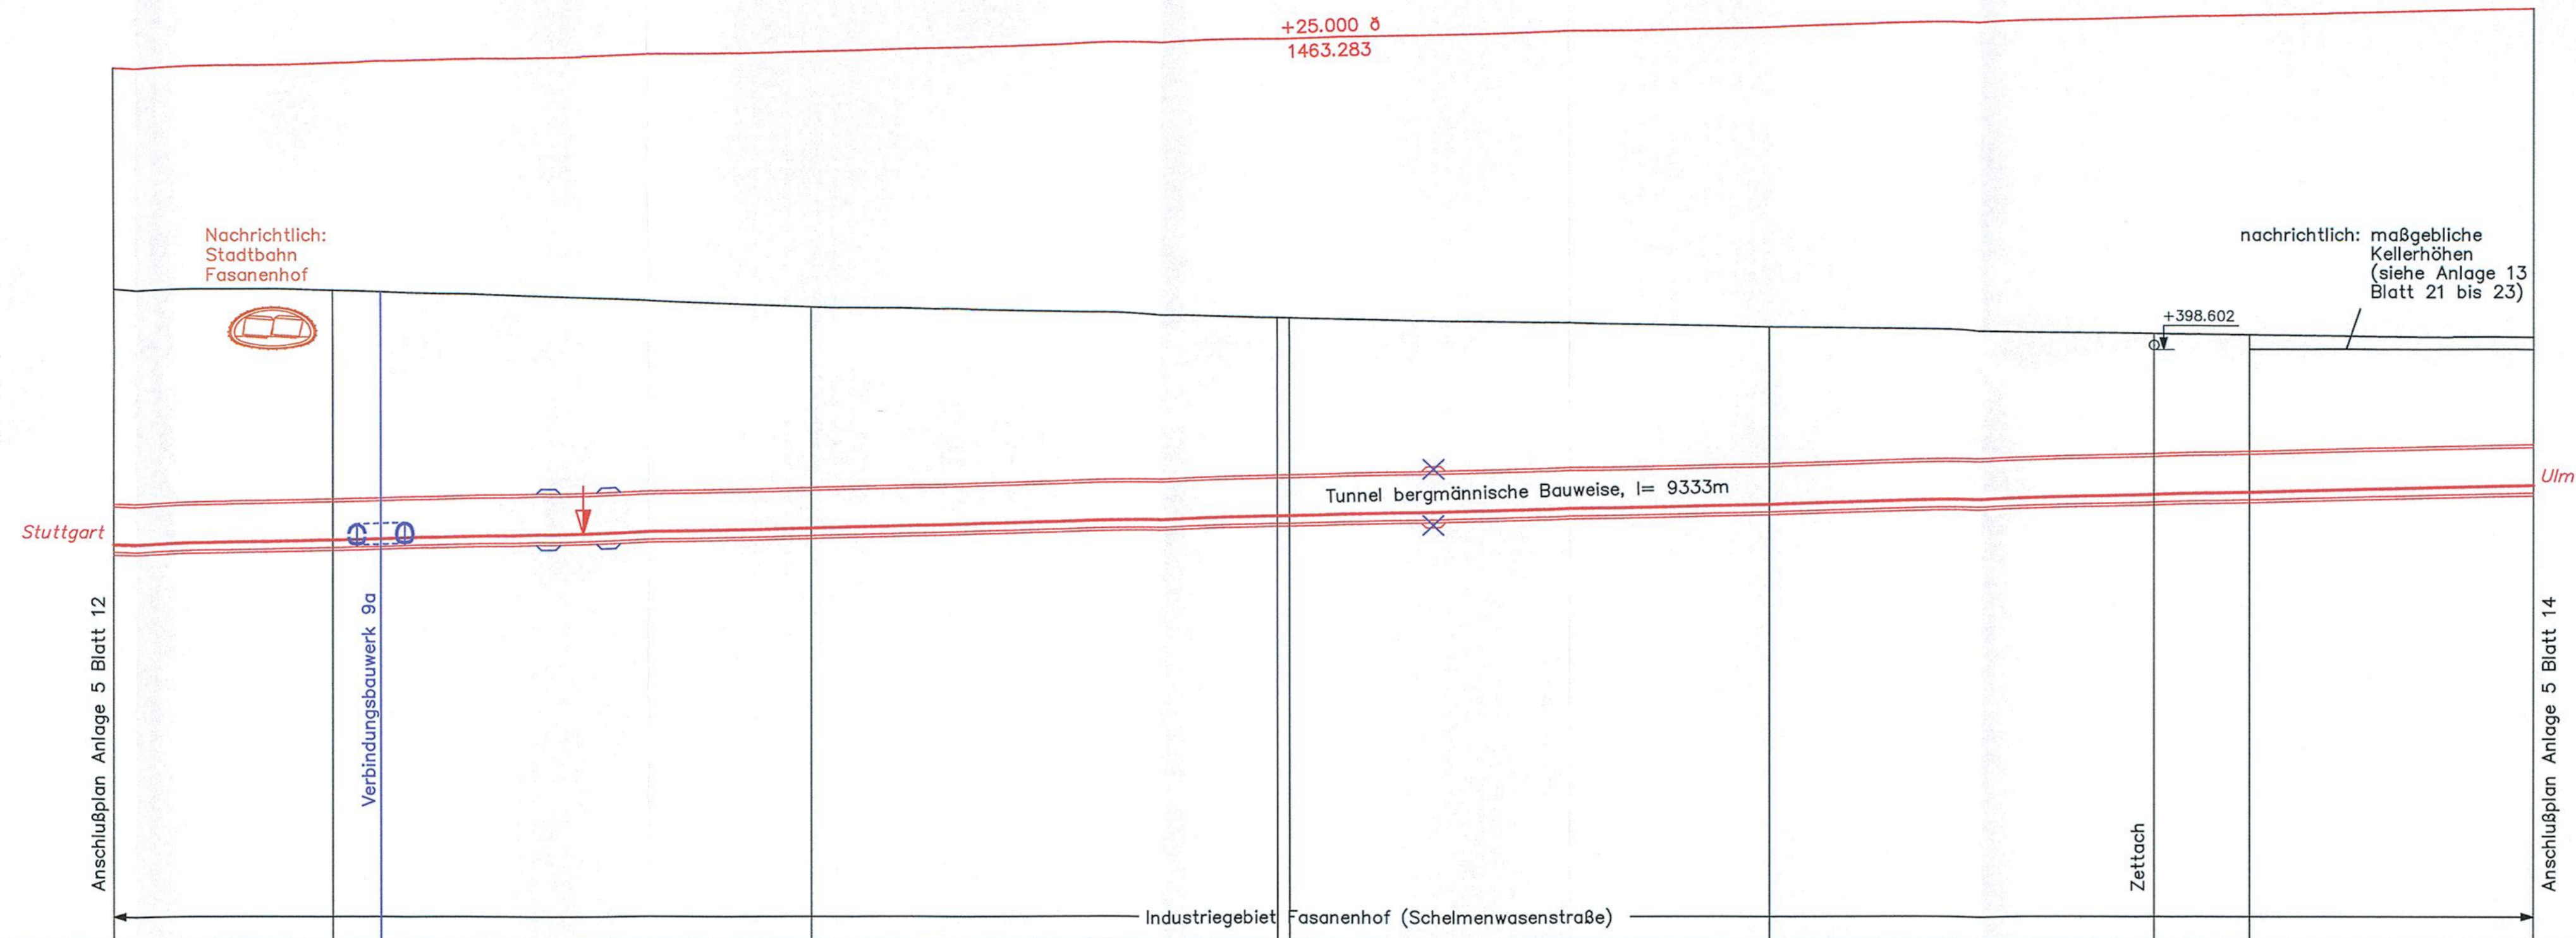 +25.000 ð
1463.283
Nachrichtlich:
Stadtbahn
Fasanenhof
nachrichtlich: maßgebliche
Kellerhöhen
(siehe Anlage 13
Blatt 21 bis 23)
+398.602
Tunnel bergmännische Bauweise, l= 9333m
Ulm
Stuttgart
Anschlußplan Anlage 5 Blatt 12
Verbindungsbauwerk 9a
Zettach
Anschlußplan Anlage 5 Blatt 14
Industriegebiet Fasanenhof (Schelmenwasenstraße)